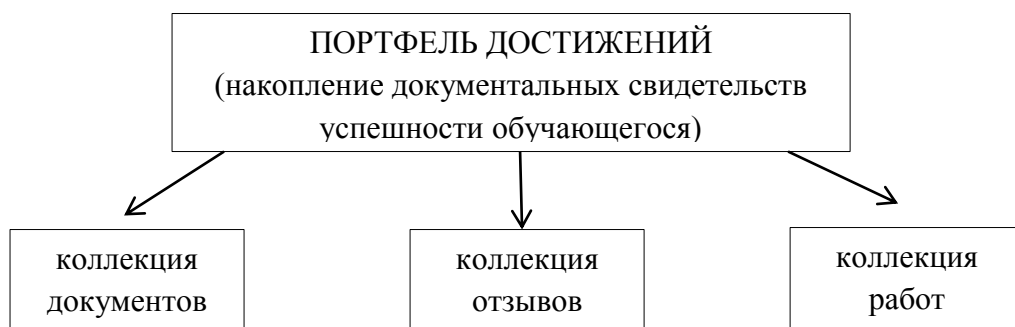 ПОРТФЕЛЬ ДОСТИЖЕНИЙ
(накопление документальных свидетельств
успешности обучающегося)
коллекция
документов
коллекция
отзывов
коллекция
работ